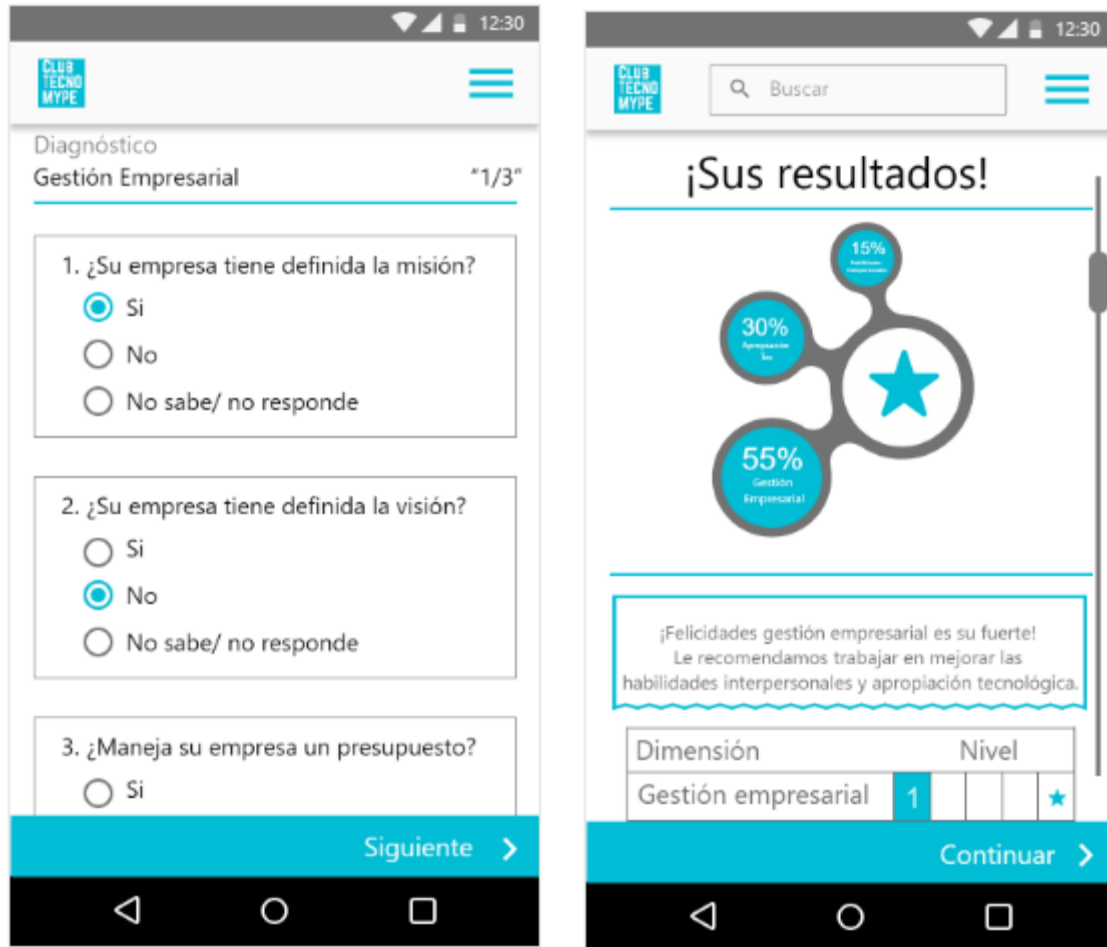 12:30
CLUB
TECNO
MYPE
Diagnóstico
Gestión Empresarial "1/3"
1. ¿Su empresa tiene definida la misión?
Si
No
No sabe/ no responde
2. ¿Su empresa tiene definida la visión?
Si
No
No sabe/ no responde
3. ¿Maneja su empresa un presupuesto?
Si
Siguiente
12:30
CLUB
TECNO
MYPE
Buscar
¡Sus resultados!
15%
Habilidades
Interpersonales
30%
Apropiación
55%
Gestión
Empresarial
¡Felicidades gestión empresarial es su fuerte!
Le recomendamos trabajar en mejorar las
habilidades interpersonales y apropiación tecnológica.
Dimensión Nivel
Gestión empresarial 1
Continuar